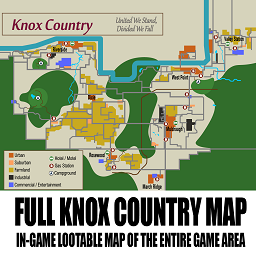 Knox Country
United We Stand,
Divided We Fall
Valley Station
Riverside
West Point
Muldraugh
Rosewood
March Ridge
Urban
Suburban
Farmland
Industrial
Commercial / Entertainment
Hotel / Motel
Gas Station
Campground
FULL KNOX COUNTRY MAP
IN-GAME LOOTABLE MAP OF THE ENTIRE GAME AREA